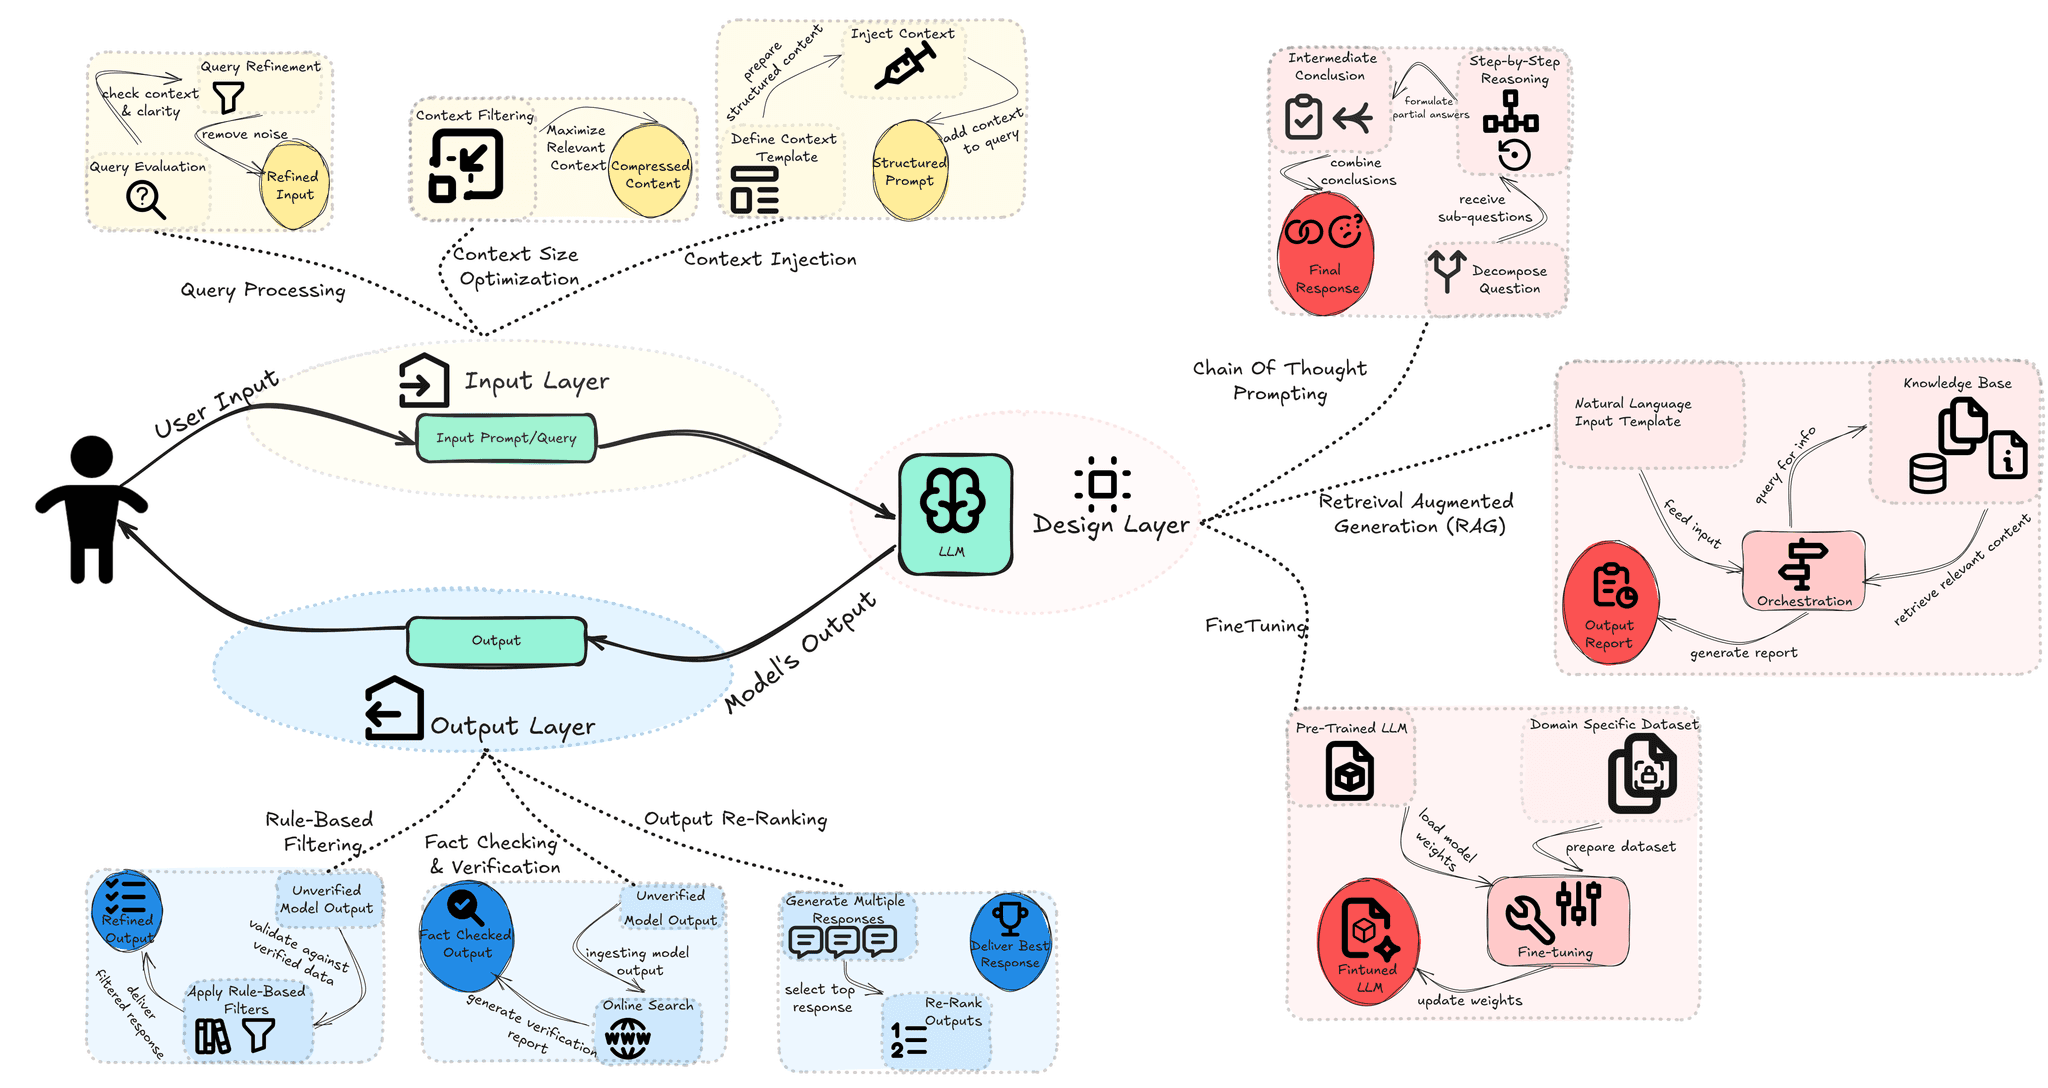 Query Refinement
check context
& clarity
remove noise
Query Evaluation
?
Refined
Input
Context Filtering
Maximize
Relevant
Context
Compressed
Content
prepare
structured content
Inject Context
Define Context
Template
add context
to query
Structured
Prompt
Query Processing
Context Size
Optimization
Context Injection
User Input
Input Layer
Input Prompt/Query
LLM
Design Layer
Output
Model's Output
Output Layer
Intermediate
Conclusion
Step-by-Step
Reasoning
formulate
partial answers
combine
conclusions
receive
sub-questions
?
Final
Response
Decompose
Question
Chain Of Thought
Prompting
Natural Language
Input Template
Knowledge Base
i
query for info
feed input
Orchestration
retrieve relevant content
Output
Report
generate report
Retreival Augmented
Generation (RAG)
FineTuning
Pre-Trained LLM
Domain Specific Dataset
load model
weights
prepare dataset
Fine-tuning
Fintuned
LLM
update weights
Rule-Based
Filtering
Fact Checking
& Verification
Output Re-Ranking
Refined
Output
Unverified
Model Output
validate against
verified data
deliver
filtered response
Apply Rule-Based
Filters
Fact Checked
Output
Unverified
Model Output
ingesting model
output
Online Search
WWW
generate verification
report
Generate Multiple
Responses
select top
response
Re-Rank
Outputs
1
2
Deliver Best
Response